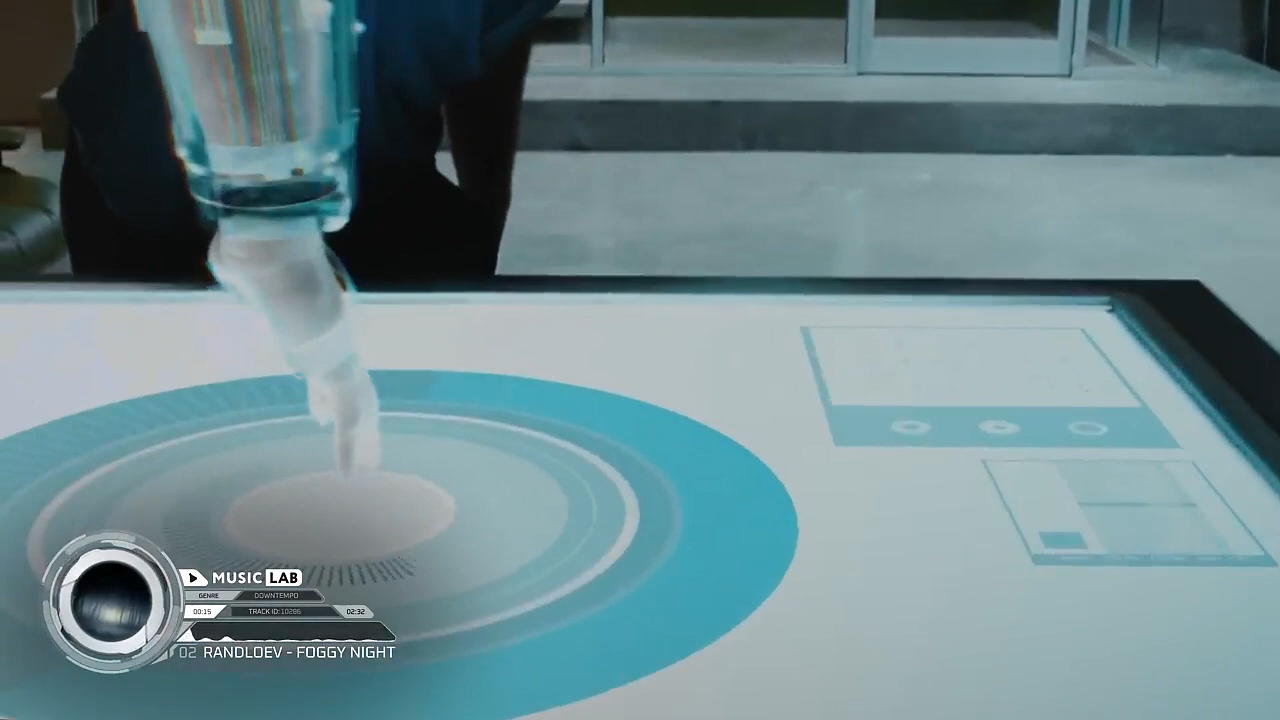 MUSIC LAB
GENRE DOWNTEMPO
00:15 TRACK ID: 10286 02:32
02 RANDLOEV - FOGGY NIGHT